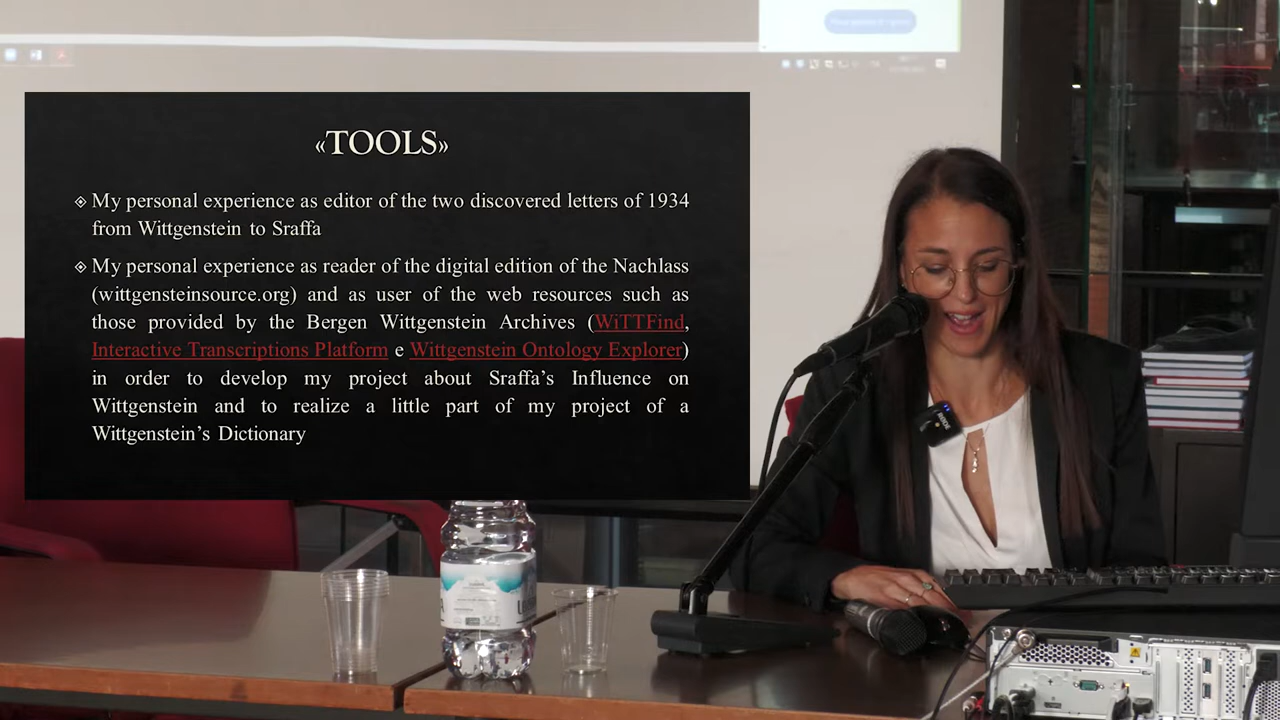 «TOOLS»
My personal experience as editor of the two discovered letters of 1934
from Wittgenstein to Sraffa
My personal experience as reader of the digital edition of the Nachlass
(wittgensteinsource.org) and as user of the web resources such as
those provided by the Bergen Wittgenstein Archives (WiTTFind,
Interactive Transcriptions Platform e Wittgenstein Ontology Explorer)
in order to develop my project about Sraffa’s Influence on
Wittgenstein and to realize a little part of my project of a
Wittgenstein’s Dictionary